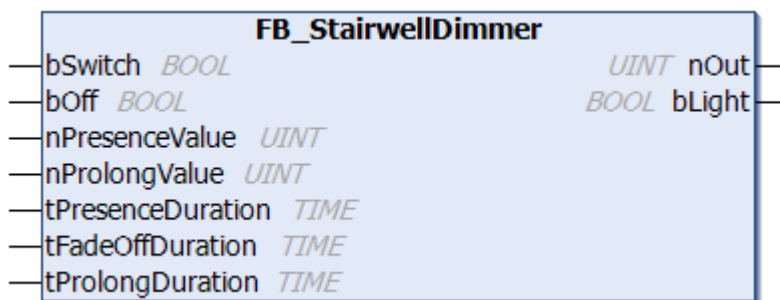 FB_StairwellDimmer
bSwitch BOOL UINT nOut
bOff BOOL BOOL bLight
nPresenceValue UINT
nProlongValue UINT
tPresenceDuration TIME
tFadeOffDuration TIME
tProlongDuration TIME